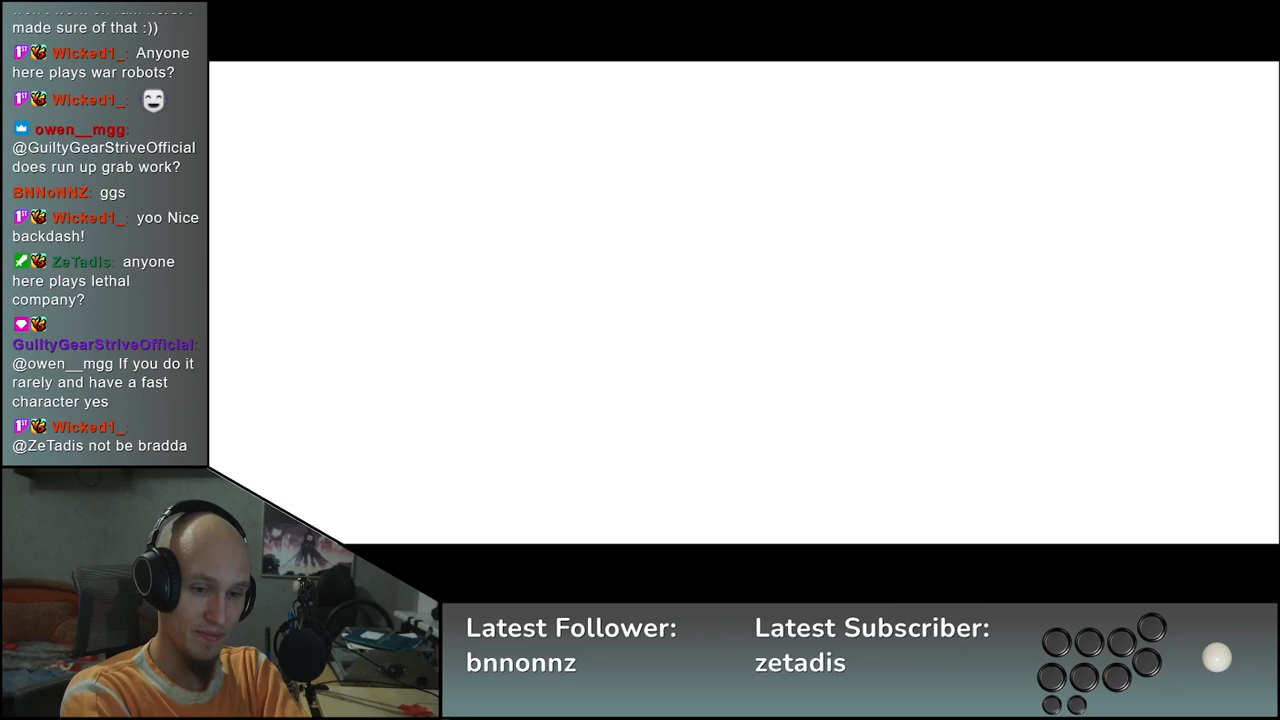 made sure of that :))
Wicked1_: Anyone
here plays war robots?
Wicked1_:
owen__mgg:
@GuiltyGearStriveOfficial
does run up grab work?
BNNoNNZ: ggs
Wicked1_: yoo Nice
backdash!
ZeTadis: anyone
here plays lethal
company?
GuiltyGearStriveOfficial:
@owen__mgg If you do it
rarely and have a fast
character yes
Wicked1_:
@ZeTadis not be bradda
Latest Follower:
bnnonnz
Latest Subscriber:
zetadis